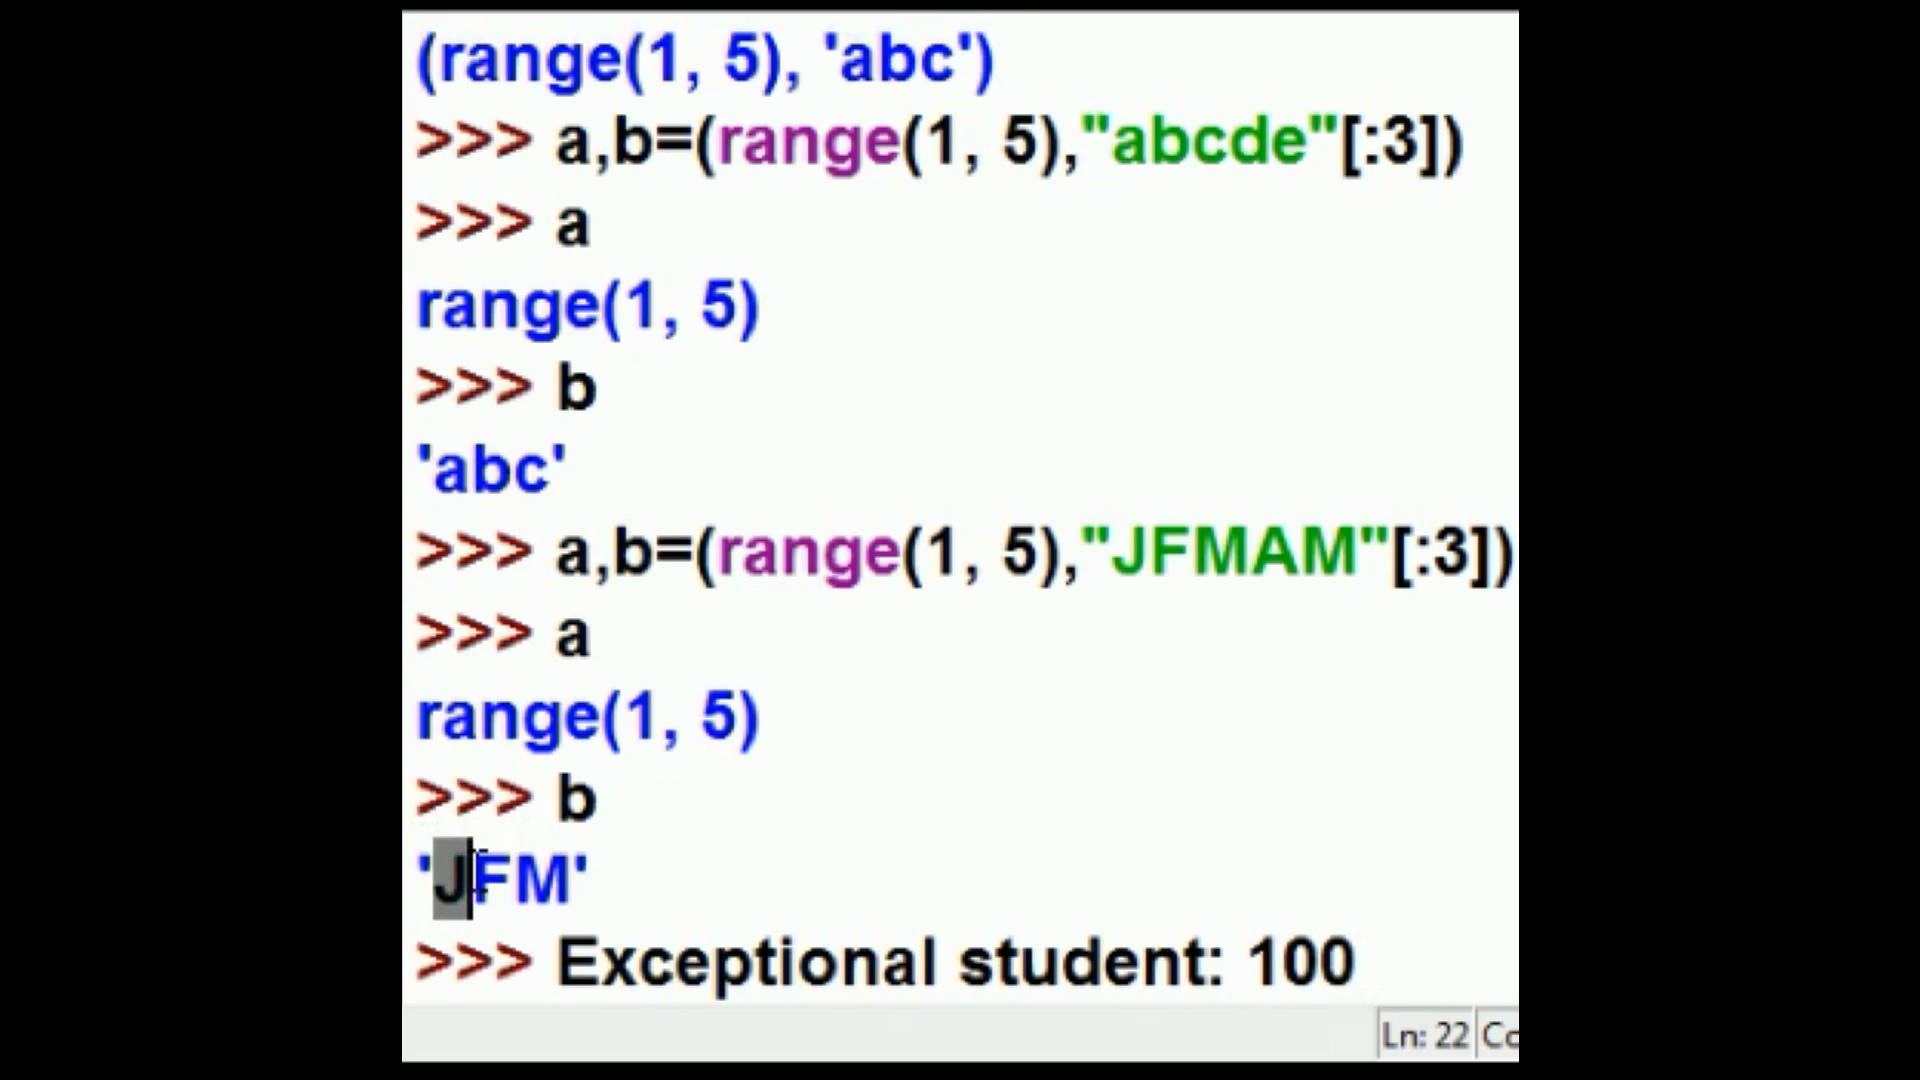 (range(1, 5), 'abc')
>>> a,b=(range(1, 5),"abcde"[:3])
>>> a
range(1, 5)
>>> b
'abc'
>>> a,b=(range(1, 5),"JFMAM"[:3])
>>> a
range(1, 5)
>>> b
'JFM'
>>> Exceptional student: 100
Ln: 22 Co